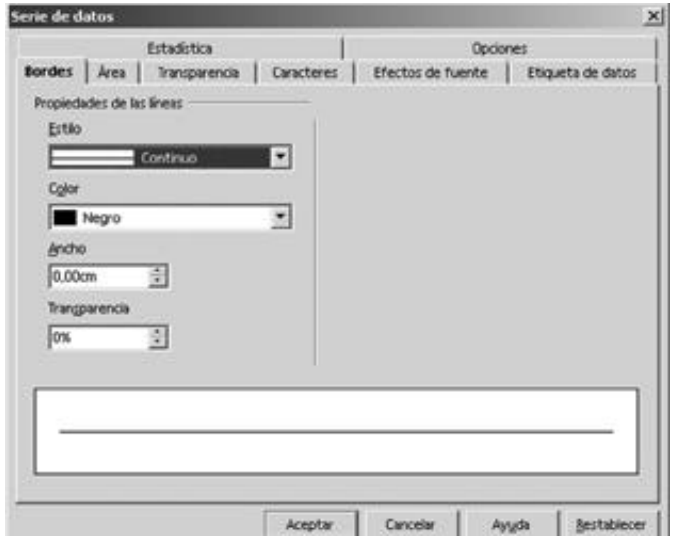 Serie de datos
Estadística Opciones
Bordes Área Transparencia Caracteres Efectos de fuente Etiqueta de datos
Propiedades de las líneas
Estilo
Continuo
Color
Negro
Ancho
0,00cm
Transparencia
0%
Aceptar Cancelar Ayuda Restablecer